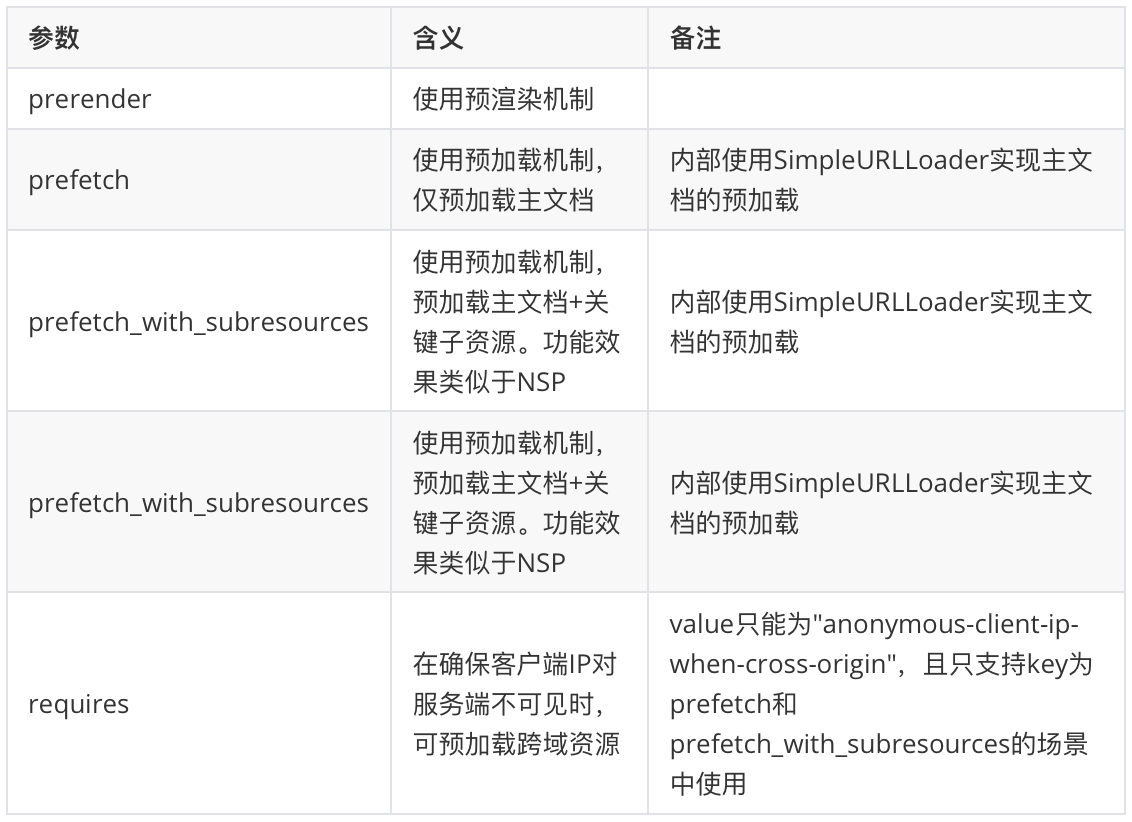 参数 含义 备注
prerender 使用预渲染机制
prefetch
使用预加载机制，
仅预加载主文档
内部使用SimpleURLLoader实现主文
档的预加载
prefetch_with_subresources
使用预加载机制，
预加载主文档+关
键子资源。功能效
果类似于NSP
内部使用SimpleURLLoader实现主文
档的预加载
prefetch_with_subresources
使用预加载机制，
预加载主文档+关
键子资源。功能效
果类似于NSP
内部使用SimpleURLLoader实现主文
档的预加载
requires
在确保客户端IP对
服务端不可见时，
可预加载跨域资源
value只能为"anonymous-client-ip-
when-cross-origin"，且只支持key为
prefetch和
prefetch_with_subresources的场景
中使用